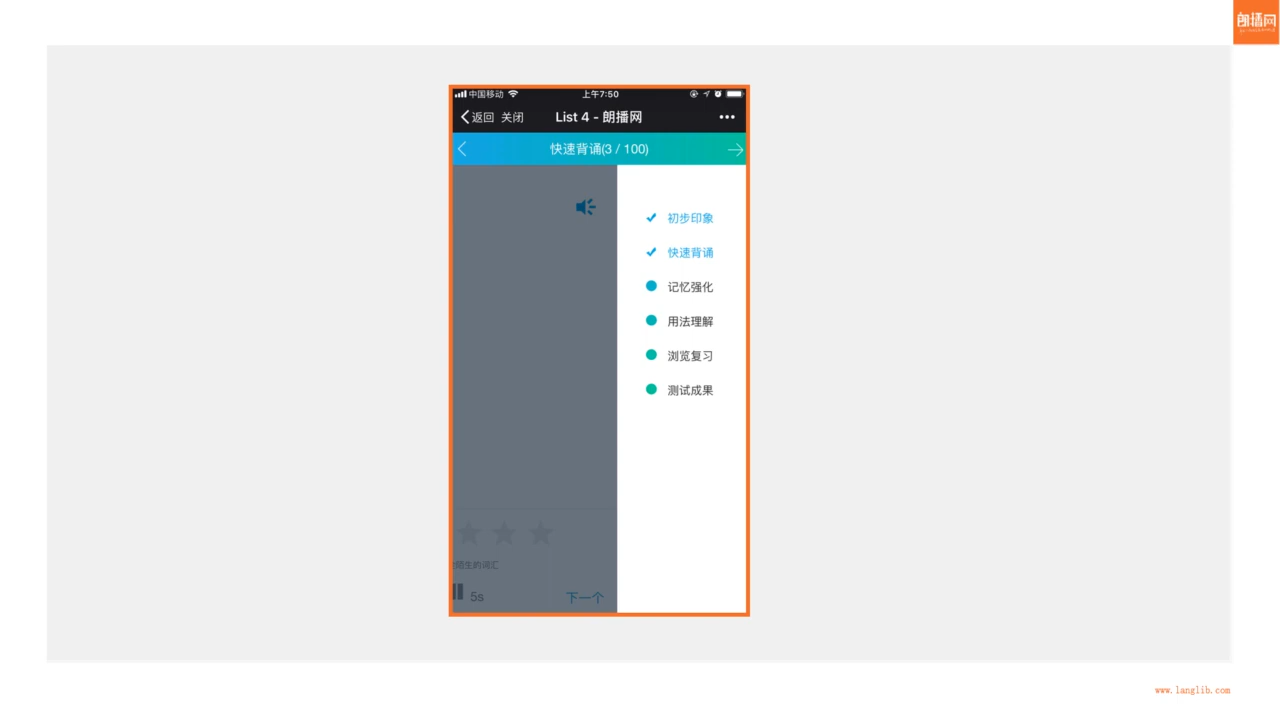 朗播网
中国移动 上午7:50
返回 关闭 List 4 - 朗播网
快速背诵(3 / 100)
初步印象
快速背诵
记忆强化
用法理解
浏览复习
测试成果
陌生的词汇
5s
下一个
www.langlib.com